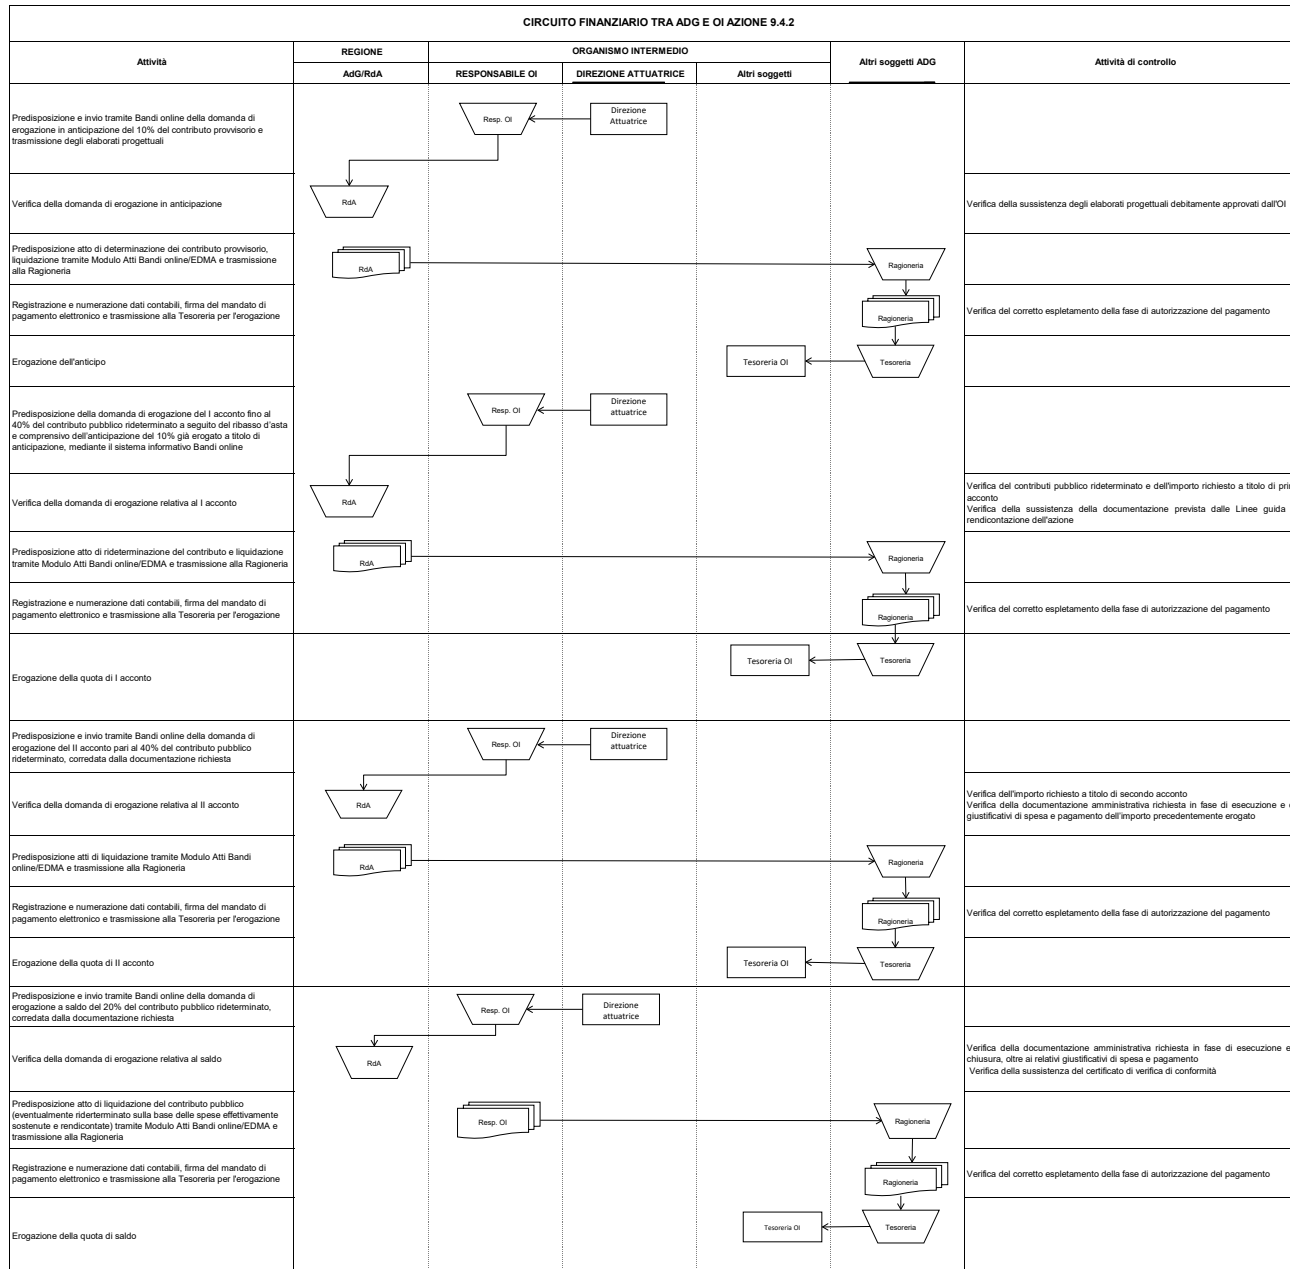 CIRCUITO FINANZIARIO TRA ADG E OI AZIONE 9.4.2
Attività
REGIONE
ORGANISMO INTERMEDIO
Altri soggetti ADG
Attività di controllo
AdG/RdA
RESPONSABILE OI
DIREZIONE ATTUATRICE
Altri soggetti
Predisposizione e invio tramite Bandi online della domanda di
erogazione in anticipazione del 10% del contributo provvisorio e
trasmissione degli elaborati progettuali
Resp. OI
Direzione
Attuatrice
Verifica della domanda di erogazione in anticipazione
RdA
Verifica della sussistenza degli elaborati progettuali debitamente approvati dall'OI
Predisposizione atto di determinazione dei contributo provvisorio,
liquidazione tramite Modulo Atti Bandi online/EDMA e trasmissione
alla Ragioneria
RdA
Ragioneria
Registrazione e numerazione dati contabili, firma del mandato di
pagamento elettronico e trasmissione alla Tesoreria per l'erogazione
Ragioneria
Verifica del corretto espletamento della fase di autorizzazione del pagamento
Erogazione dell'anticipo
Tesoreria OI
Tesoreria
Predisposizione della domanda di erogazione del I acconto fino al
40% del contributo pubblico rideterminato a seguito del ribasso d'asta
e comprensivo dell'anticipazione del 10% già erogato a titolo di
anticipazione, mediante il sistema informativo Bandi online
Resp. OI
Direzione
attuatrice
Verifica della domanda di erogazione relativa al I acconto
RdA
Verifica del contributi pubblico rideterminato e dell'importo richiesto a titolo di pri
acconto
Verifica della sussistenza della documentazione prevista dalle Linee guida
rendicontazione dell'azione
Predisposizione atto di rideterminazione del contributo e liquidazione
tramite Modulo Atti Bandi online/EDMA e trasmissione alla Ragioneria
RdA
Ragioneria
Registrazione e numerazione dati contabili, firma del mandato di
pagamento elettronico e trasmissione alla Tesoreria per l'erogazione
Ragioneria
Verifica del corretto espletamento della fase di autorizzazione del pagamento
Erogazione della quota di I acconto
Tesoreria OI
Tesoreria
Predisposizione e invio tramite Bandi online della domanda di
erogazione del II acconto pari al 40% del contributo pubblico
rideterminato, corredata dalla documentazione richiesta
Resp. OI
Direzione
attuatrice
Verifica della domanda di erogazione relativa al II acconto
RdA
Verifica dell'importo richiesto a titolo di secondo acconto
Verifica della documentazione amministrativa richiesta in fase di esecuzione e
giustificativi di spesa e pagamento dell'importo precedentemente erogato
Predisposizione atti di liquidazione tramite Modulo Atti Bandi
online/EDMA e trasmissione alla Ragioneria
RdA
Ragioneria
Registrazione e numerazione dati contabili, firma del mandato di
pagamento elettronico e trasmissione alla Tesoreria per l'erogazione
Ragioneria
Verifica del corretto espletamento della fase di autorizzazione del pagamento
Erogazione della quota di II acconto
Tesoreria OI
Tesoreria
Predisposizione e invio tramite Bandi online della domanda di
erogazione a saldo del 20% del contributo pubblico rideterminato,
corredata dalla documentazione richiesta
Resp. OI
Direzione
attuatrice
Verifica della domanda di erogazione relativa al saldo
RdA
Verifica della documentazione amministrativa richiesta in fase di esecuzione e
chiusura, oltre ai relativi giustificativi di spesa e pagamento
Verifica della sussistenza del certificato di verifica di conformità
Predisposizione atto di liquidazione del contributo pubblico
(eventualmente riderterminato sulla base delle spese effettivamente
sostenute e rendicontate) tramite Modulo Atti Bandi online/EDMA e
trasmissione alla Ragioneria
Resp. OI
Ragioneria
Registrazione e numerazione dati contabili, firma del mandato di
pagamento elettronico e trasmissione alla Tesoreria per l'erogazione
Ragioneria
Verifica del corretto espletamento della fase di autorizzazione del pagamento
Erogazione della quota di saldo
Tesoreria OI
Tesoreria